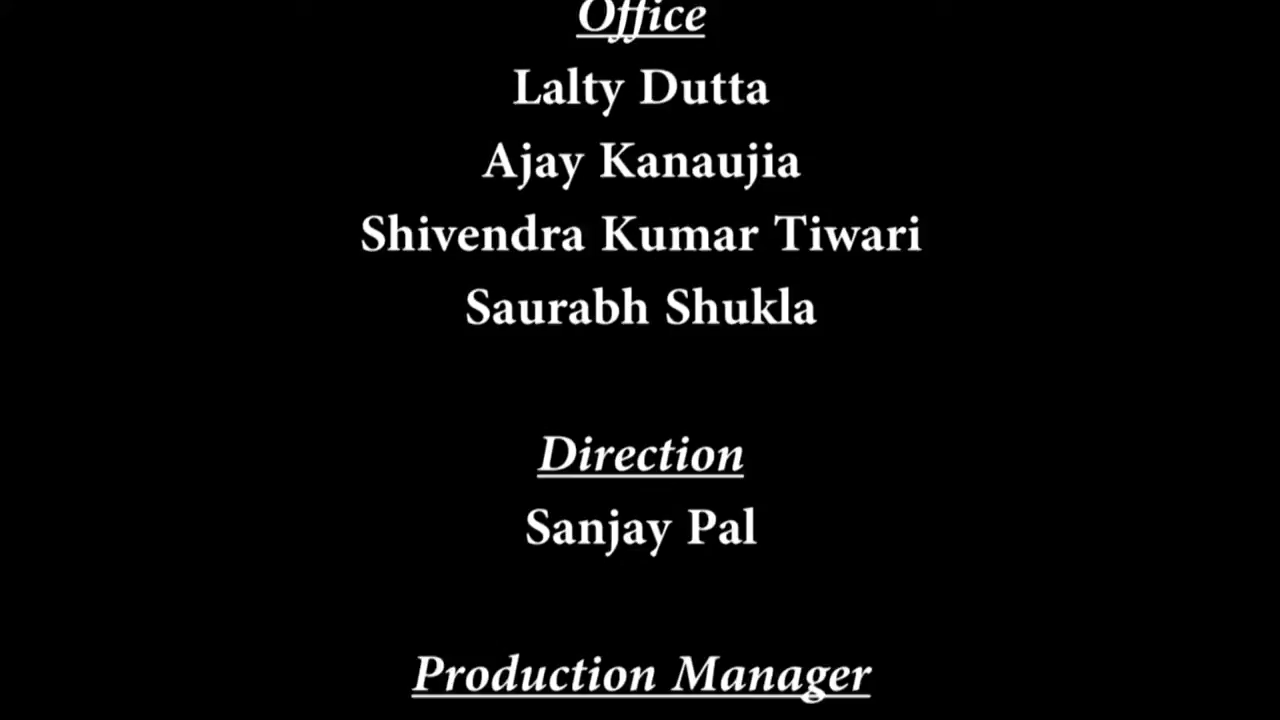 Office
Lalty Dutta
Ajay Kanaujia
Shivendra Kumar Tiwari
Saurabh Shukla
Direction
Sanjay Pal
Production Manager